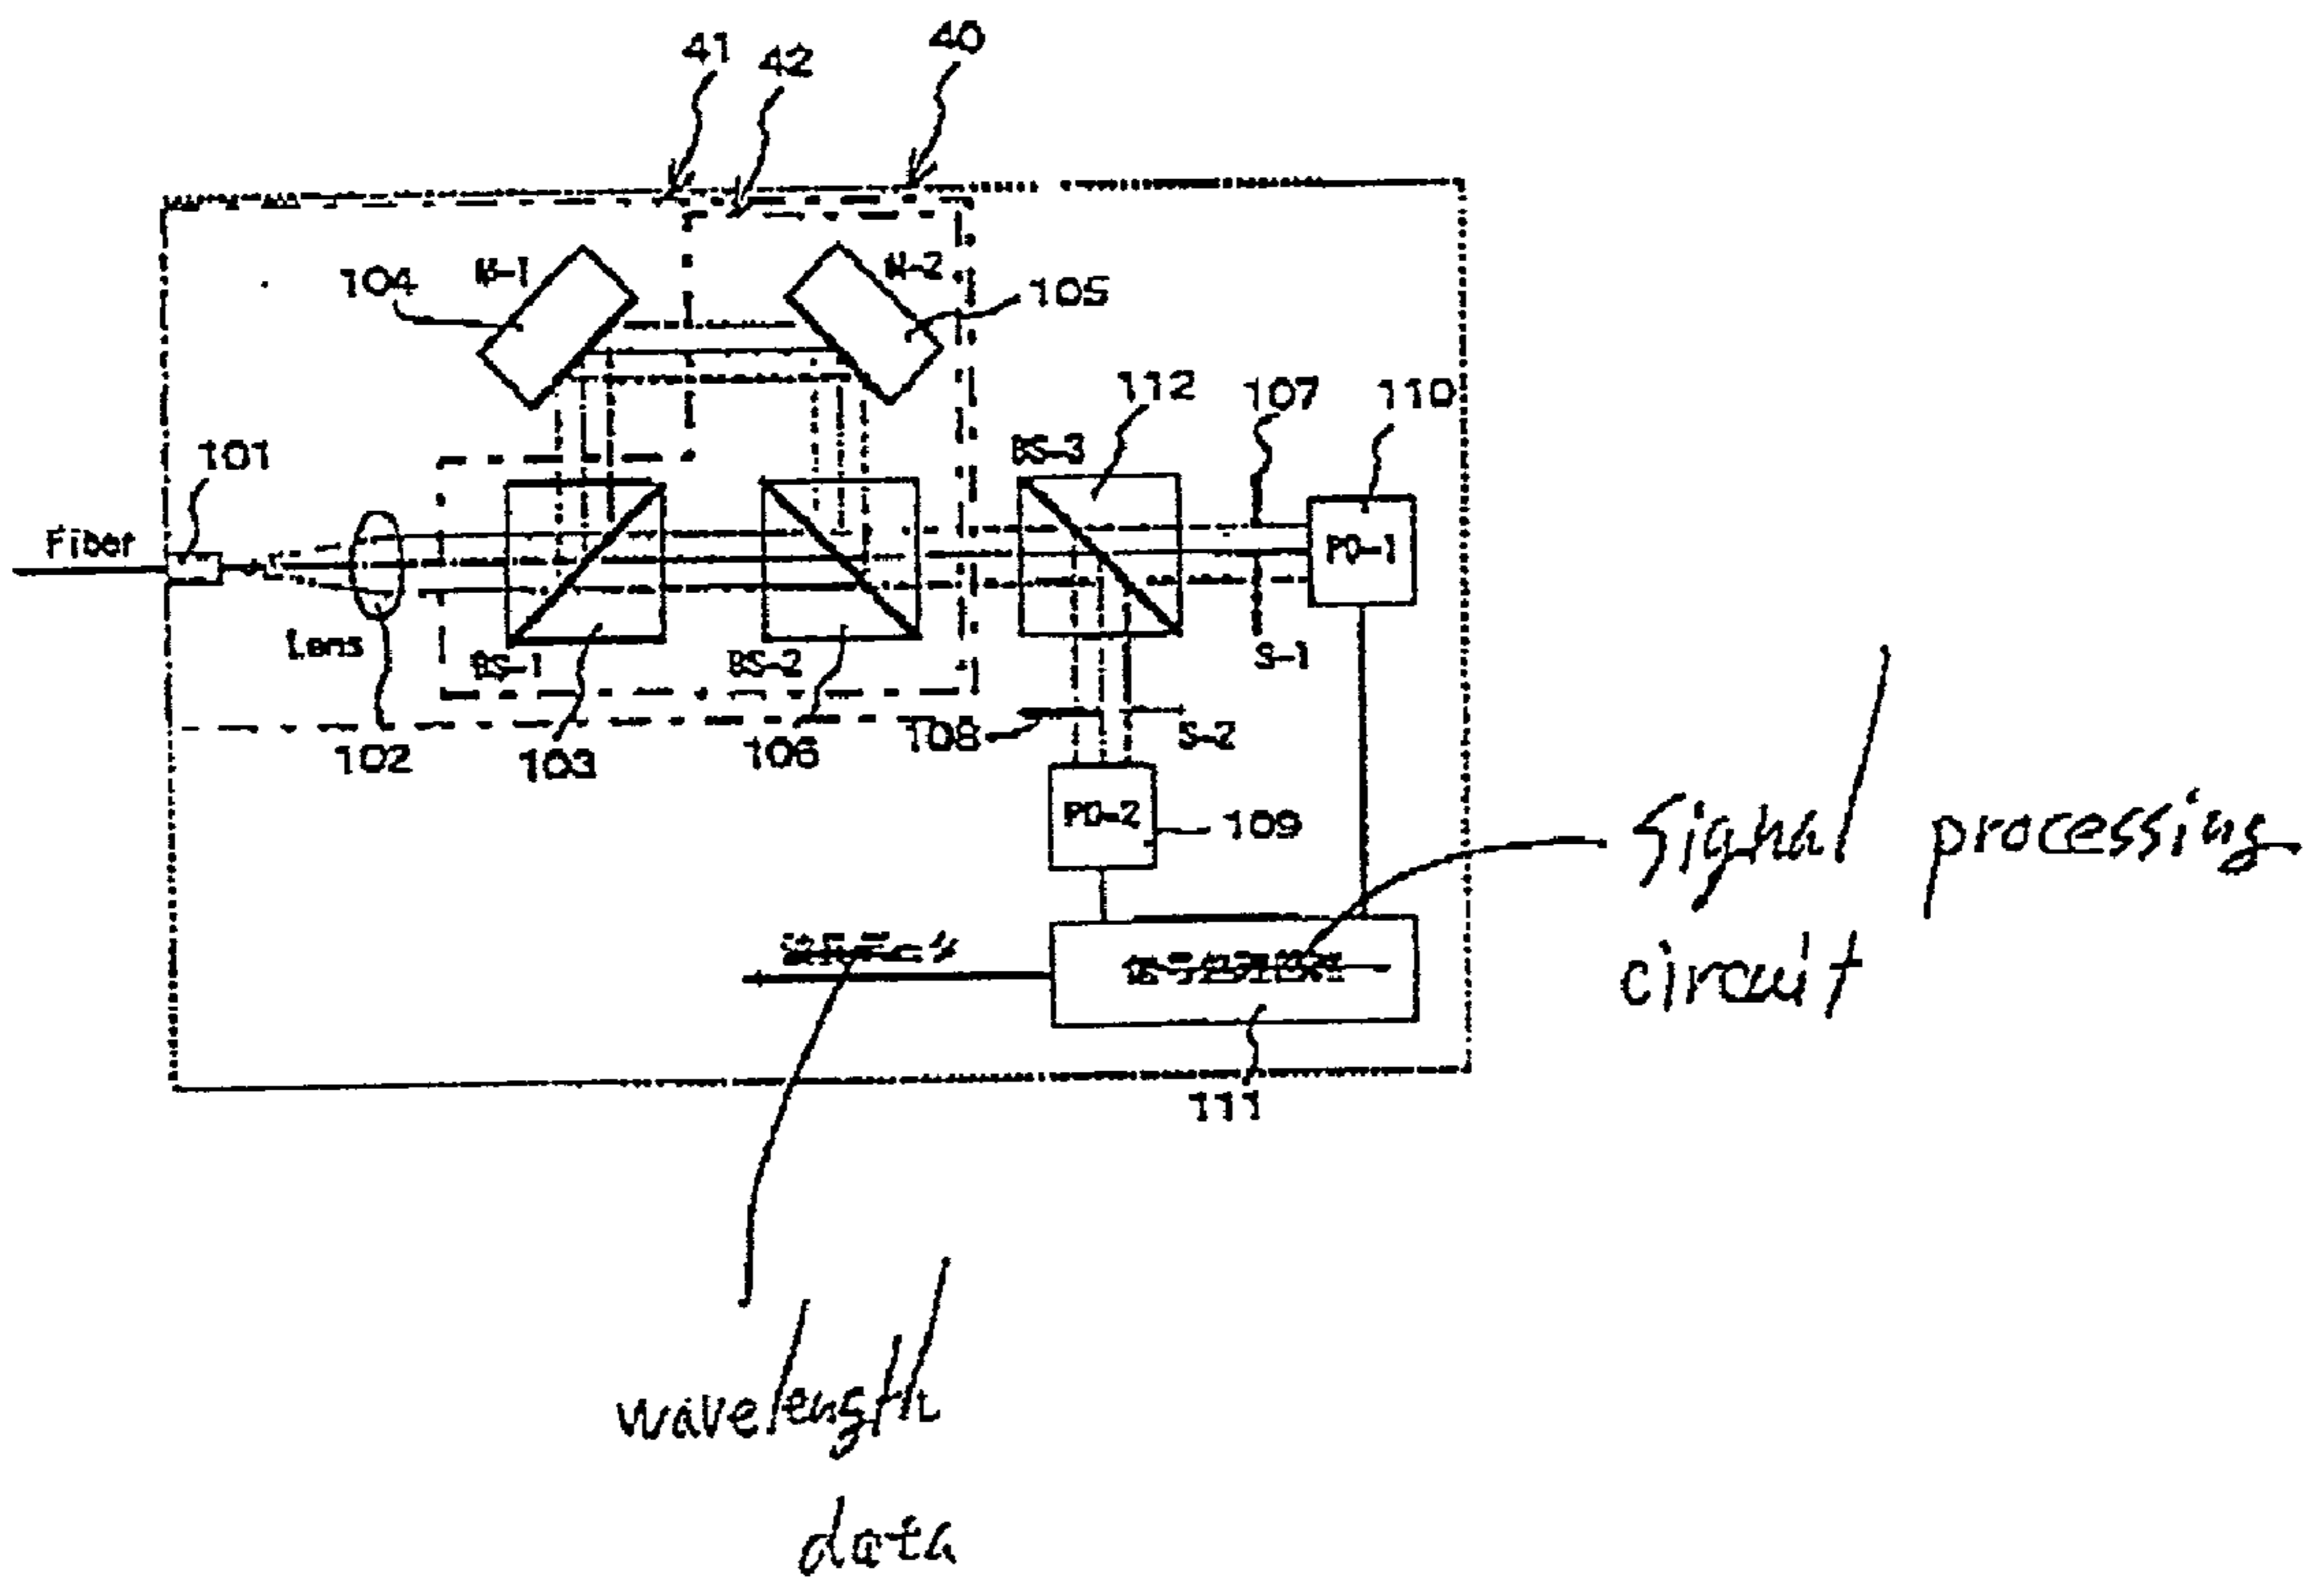 41
42
40
M-1
M-2
104
105
112
107
110
101
BS-3
Fiber
PD-1
Lens
BS-1
BS-2
S-1
102
103
106
108
S-2
PD-2
109
Signal processing
circuit
111
wavelength
data